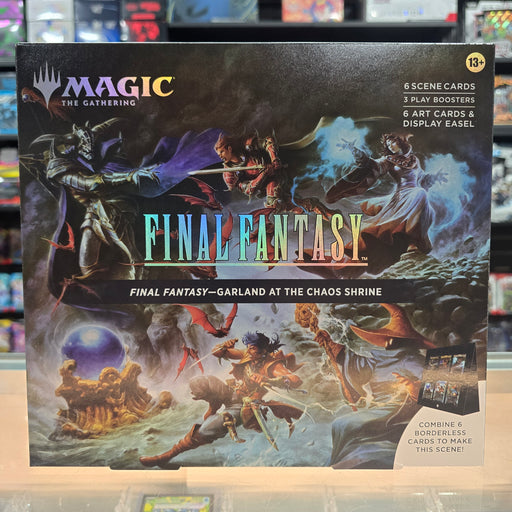 MAGIC
THE GATHERING
13+
6 SCENE CARDS
3 PLAY BOOSTERS
6 ART CARDS &
DISPLAY EASEL
FINAL FANTASY™
FINAL FANTASY—GARLAND AT THE CHAOS SHRINE
COMBINE 6
BORDERLESS
CARDS TO MAKE
THIS SCENE!